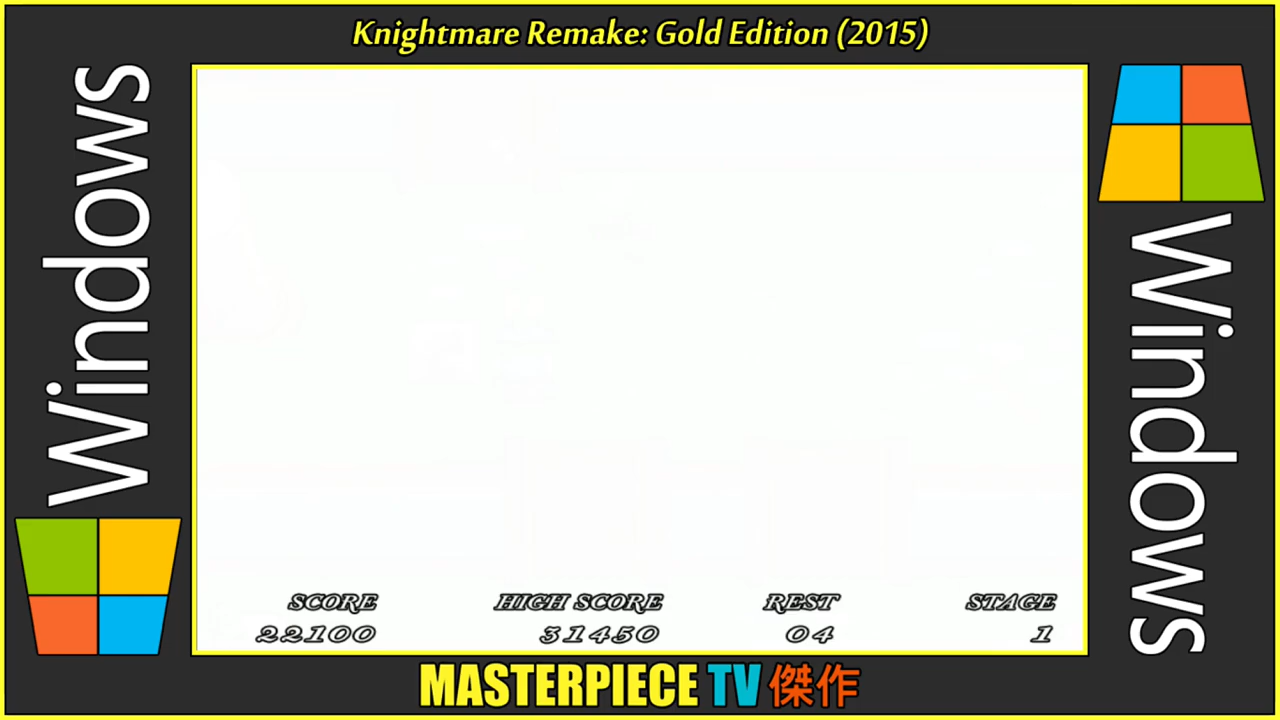 Knightmare Remake: Gold Edition (2015)
Windows
Windows
SCORE HIGH SCORE REST STAGE
22100 31450 04 1
MASTERPIECE TV 傑作